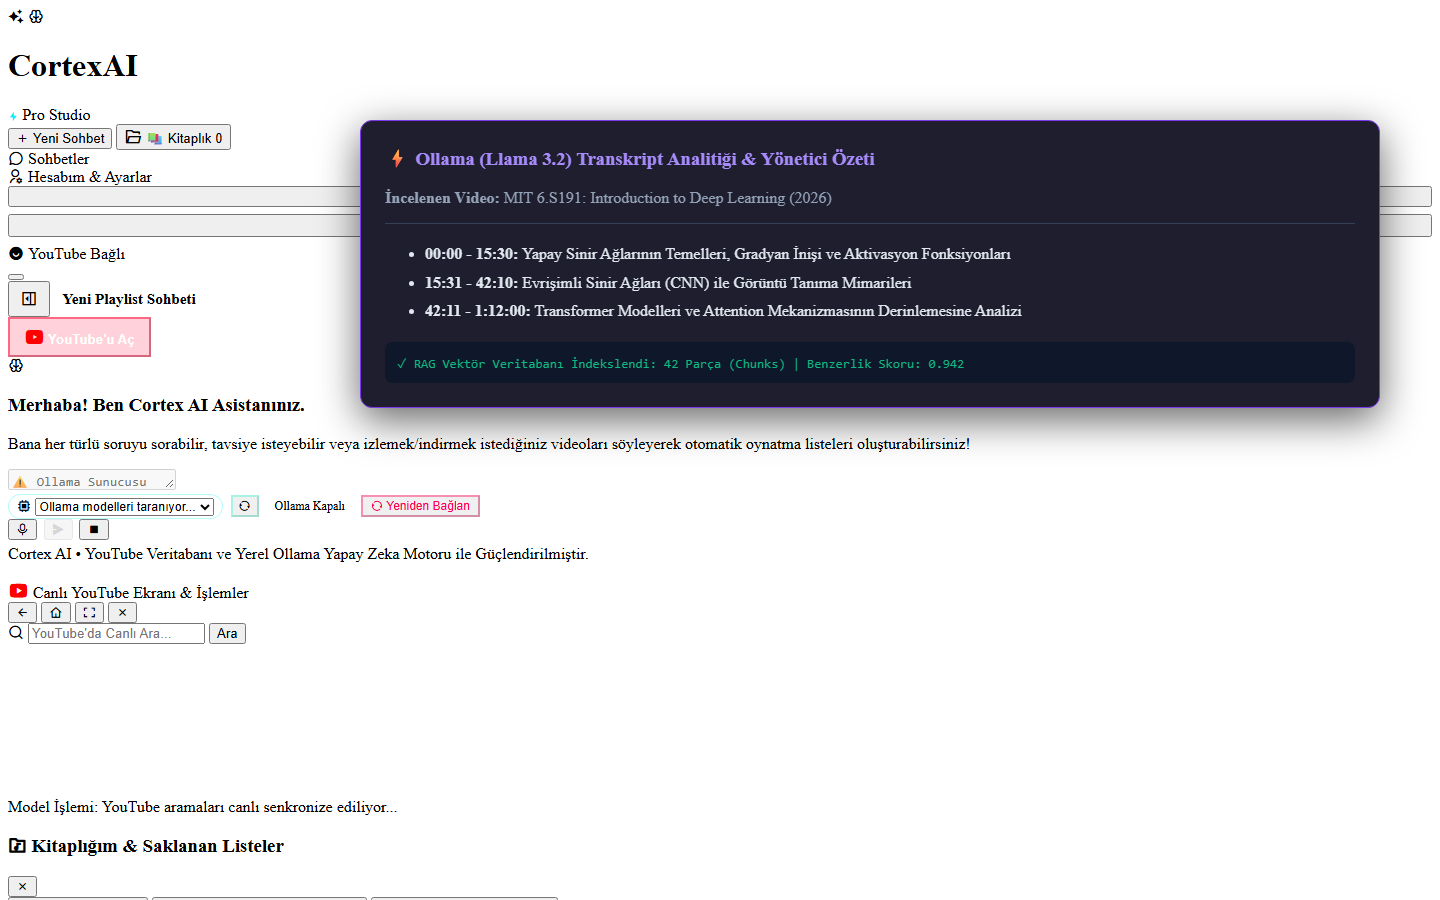 CortexAI
Pro Studio
+ Yeni Sohbet
Kitaplık 0
Sohbetler
Hesabım & Ayarlar
YouTube Bağlı
Yeni Playlist Sohbeti
YouTube'u Aç
Ollama (Llama 3.2) Transkript Analitiği & Yönetici Özeti
İncelenen Video: MIT 6.S191: Introduction to Deep Learning (2026)
• 00:00 - 15:30: Yapay Sinir Ağlarının Temelleri, Gradyan İnişi ve Aktivasyon Fonksiyonları
• 15:31 - 42:10: Evrişimli Sinir Ağları (CNN) ile Görüntü Tanıma Mimarileri
• 42:11 - 1:12:00: Transformer Modelleri ve Attention Mekanizmasının Derinlemesine Analizi
✓ RAG Vektör Veritabanı İndekslendi: 42 Parça (Chunks) | Benzerlik Skoru: 0.942
Merhaba! Ben Cortex AI Asistanınız.
Bana her türlü soruyu sorabilir, tavsiye isteyebilir veya izlemek/indirmek istediğiniz videoları söyleyerek otomatik oynatma listeleri oluşturabilirsiniz!
Ollama Sunucusu
Ollama modelleri taranıyor...
Ollama Kapalı
Yeniden Bağlan
Cortex AI • YouTube Veritabanı ve Yerel Ollama Yapay Zeka Motoru ile Güçlendirilmiştir.
Canlı YouTube Ekranı & İşlemler
YouTube'da Canlı Ara...
Ara
Model İşlemi: YouTube aramaları canlı senkronize ediliyor...
Kitaplığım & Saklanan Listeler